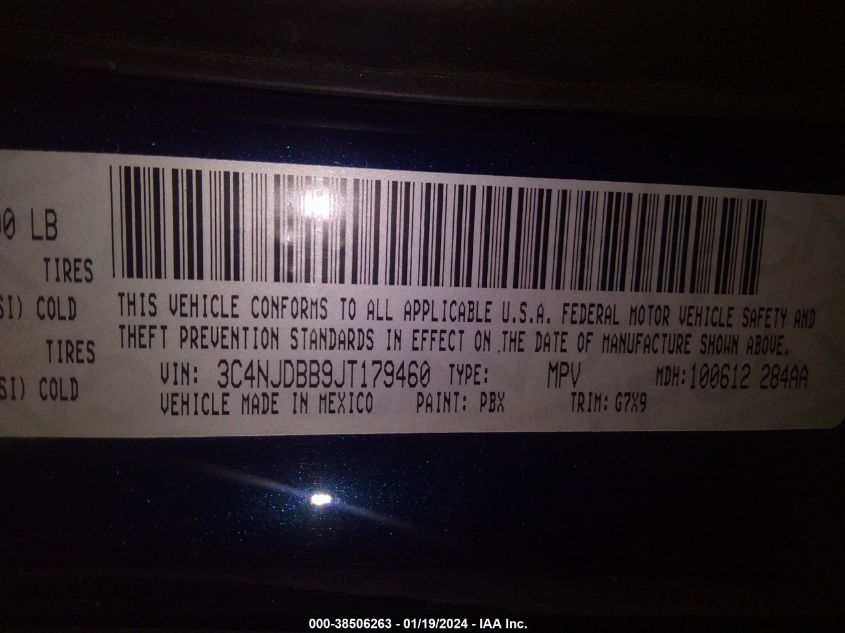 00 LB
TIRES
SI) COLD
TIRES
SI) COLD
THIS VEHICLE CONFORMS TO ALL APPLICABLE U.S.A. FEDERAL MOTOR VEHICLE SAFETY AND
THEFT PREVENTION STANDARDS IN EFFECT ON THE DATE OF MANUFACTURE SHOWN ABOVE.
VIN: 3C4NJDBB9JT179460 TYPE: MPV MDH:100612 284AA
VEHICLE MADE IN MEXICO PAINT: PBX TRIM: G7X9
000-38506263 - 01/19/2024 - IAA Inc.